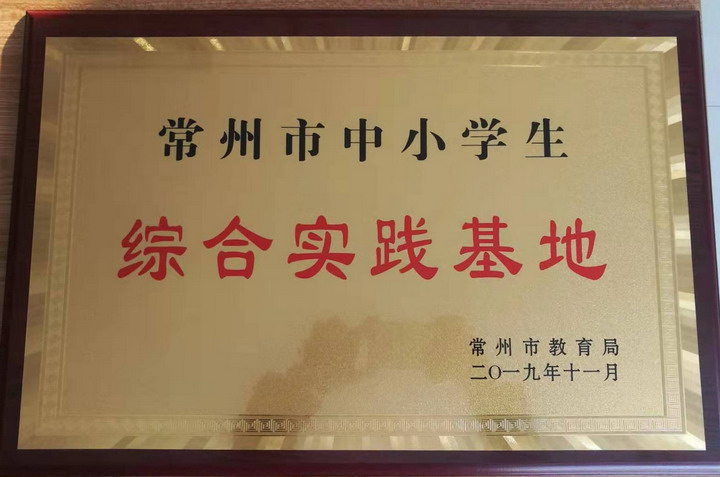 常州市中小学生
综合实践基地
常州市教育局
二〇一九年十一月